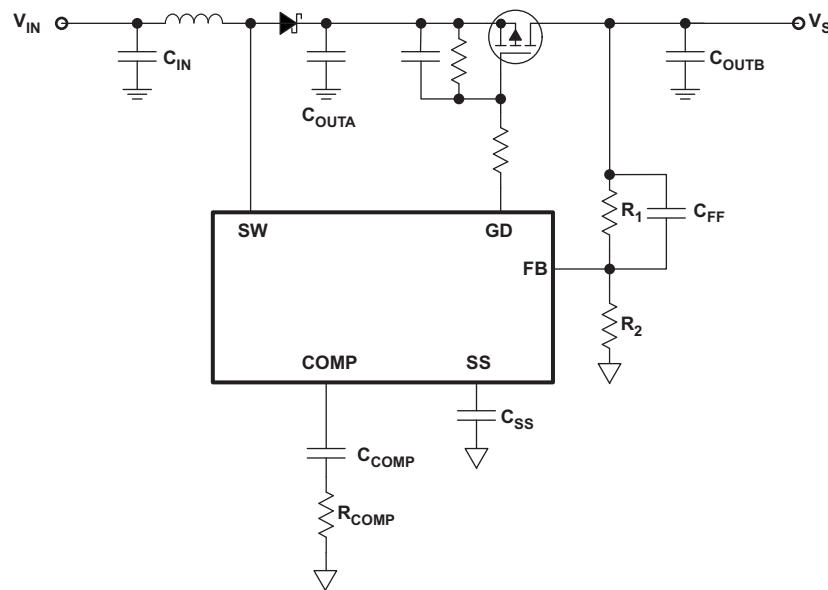 VIN
VS
CIN
COUTA
COUTB
SW
GD
R1
CFF
FB
R2
COMP
SS
CSS
CCOMP
RCOMP